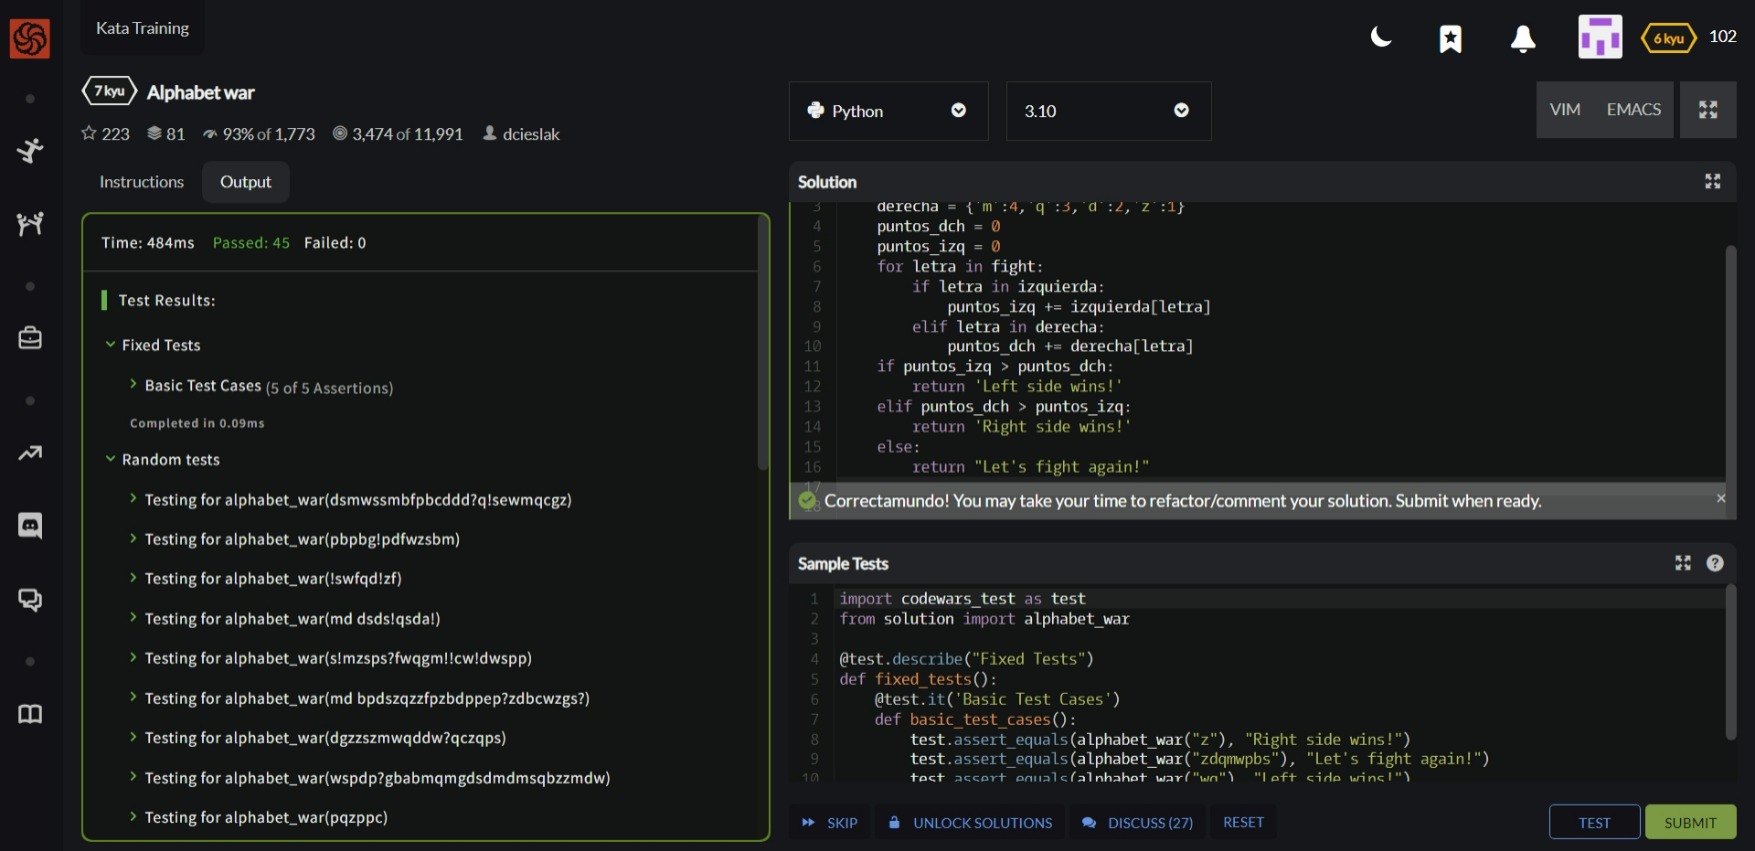 Kata Training
6 kyu 102
7 kyu Alphabet war
223 81 93% of 1,773 3,474 of 11,991 dcieslak
Instructions Output
Time: 484ms Passed: 45 Failed: 0
Test Results:
Fixed Tests
Basic Test Cases (5 of 5 Assertions)
Completed in 0.09ms
Random tests
Testing for alphabet_war(dsmwssmbfpbcddd?q!sewmqcgz)
Testing for alphabet_war(pbpbg!pdfwzsbm)
Testing for alphabet_war(!swfqd!zf)
Testing for alphabet_war(md dsds!qsda!)
Testing for alphabet_war(s!mzsps?fwqgm!!cw!dwspp)
Testing for alphabet_war(md bpdszqzzfpzbdppep?zdbcwzgs?)
Testing for alphabet_war(dgzzszmwqddw?qczqps)
Testing for alphabet_war(wspdp?gbabmqmgdsdmdmsqbzzmdw)
Testing for alphabet_war(pqzppc)
Python 3.10 VIM EMACS
Solution
3 derecha = {'m':4,'q':3,'d':2,'z':1}
4 puntos_dch = 0
5 puntos_izq = 0
6 for letra in fight:
7 if letra in izquierda:
8 puntos_izq += izquierda[letra]
9 elif letra in derecha:
10 puntos_dch += derecha[letra]
11 if puntos_izq > puntos_dch:
12 return 'Left side wins!'
13 elif puntos_dch > puntos_izq:
14 return 'Right side wins!'
15 else:
16 return "Let's fight again!"
17
18
Correctamundo! You may take your time to refactor/comment your solution. Submit when ready. ×
Sample Tests ?
1 import codewars_test as test
2 from solution import alphabet_war
3
4 @test.describe("Fixed Tests")
5 def fixed_tests():
6 @test.it('Basic Test Cases')
7 def basic_test_cases():
8 test.assert_equals(alphabet_war("z"), "Right side wins!")
9 test.assert_equals(alphabet_war("zdqmwpbs"), "Let's fight again!")
10 test.assert_equals(alphabet_war("wq"), "Left side wins!")
SKIP UNLOCK SOLUTIONS DISCUSS (27) RESET TEST SUBMIT